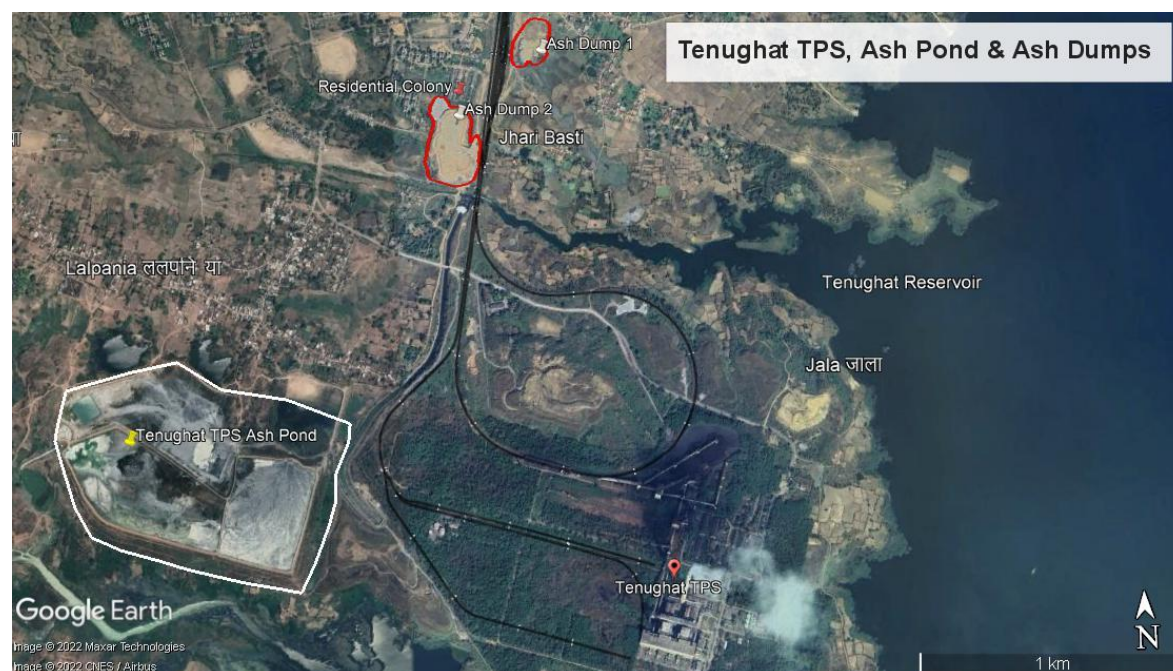 Tenughat TPS, Ash Pond & Ash Dumps
Ash Dump 1
Residential Colony
Ash Dump 2
Jhari Basti
या
Lalpania ललपनि या
Tenughat Reservoir
Jala जाला
Tenughat TPS Ash Pond
Tenughat TPS
Google Earth
Image © 2022 Maxar Technologies
Image © 2022 CNES / Airbus
1 km
N